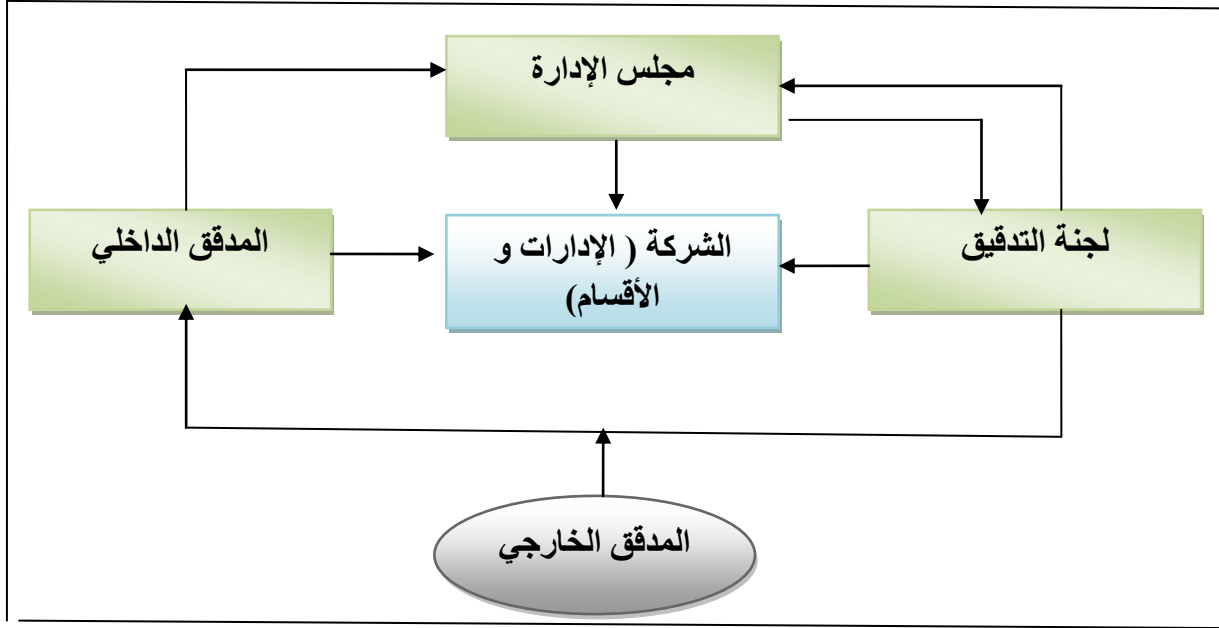 مجلس الإدارة
لجنة التدقيق
الشركة ( الإدارات و
الأقسام)
المدقق الداخلي
المدقق الخارجي